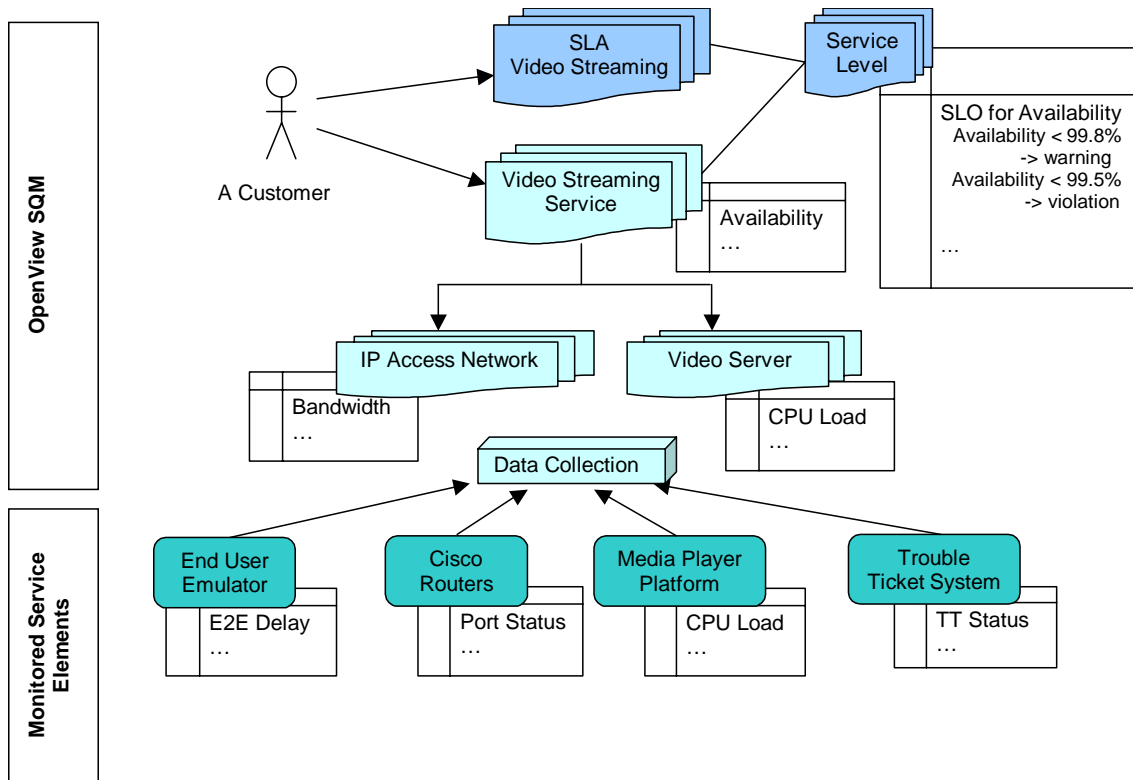 OpenView SQM
SLA
Video Streaming
Service
Level
SLO for Availability
Availability < 99.8%
-> warning
Availability < 99.5%
-> violation
…
A Customer
Video Streaming
Service
Availability
…
IP Access Network
Bandwidth
…
Video Server
CPU Load
…
Data Collection
Monitored Service
Elements
End User
Emulator
E2E Delay
…
Cisco
Routers
Port Status
…
Media Player
Platform
CPU Load
…
Trouble
Ticket System
TT Status
…